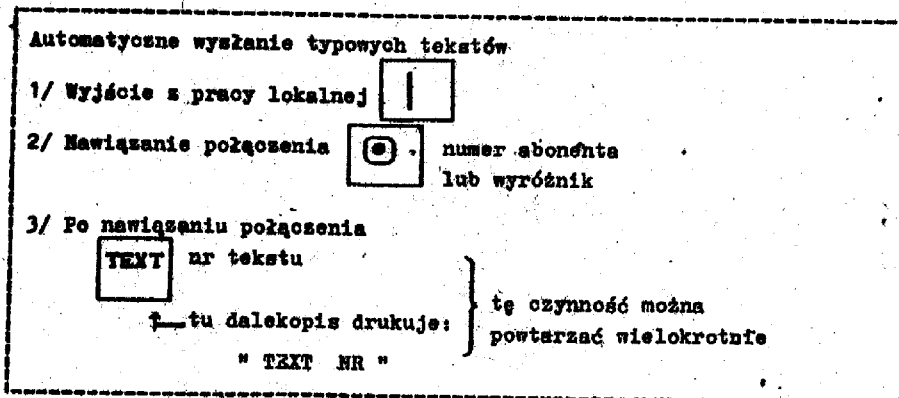 Automatyczne wysłanie typowych tekstów
1/ Wyjście z pracy lokalnej
2/ Nawiązanie połączenia numer abonenta
lub wyróżnik
3/ Po nawiązaniu połączenia
TEXT nr tekstu
tu dalekopis drukuje:
" TEXT NR "
tę czynność można
powtarzać wielokrotnie